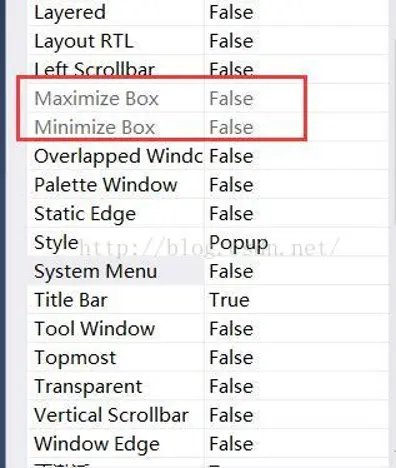 Layered False
Layout RTL False
Left Scrollbar False
Maximize Box False
Minimize Box False
Overlapped Windo False
Palette Window False
Static Edge False
Style Popup
http://blog.csdn.net/
System Menu False
Title Bar True
Tool Window False
Topmost False
Transparent False
Vertical Scrollbar False
Window Edge False